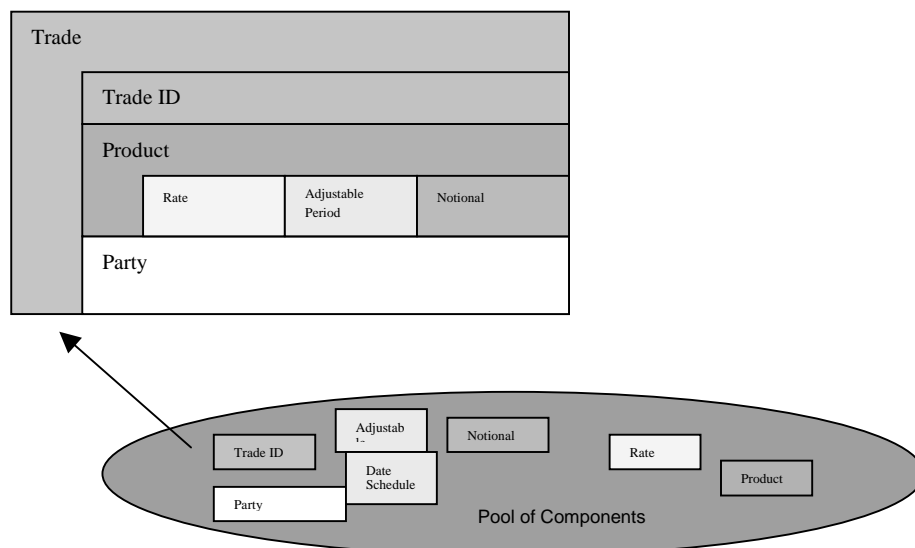 Trade
Trade ID
Product
Rate
Adjustable
Period
Notional
Party
Adjustab
Notional
Trade ID
Rate
Date
Schedule
Product
Party
Pool of Components